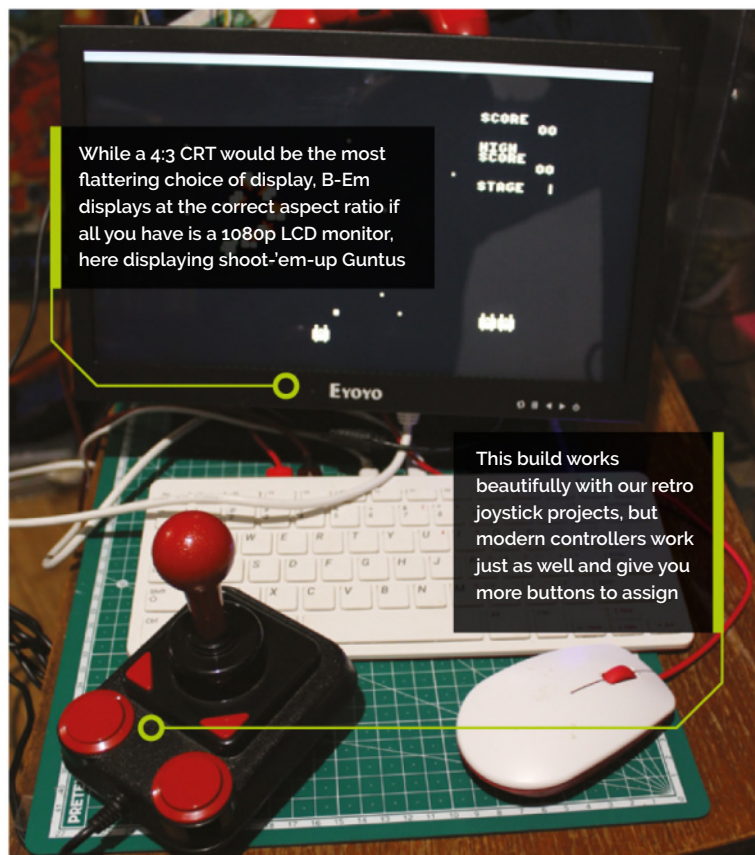 SCORE
00
HIGH
SCORE
00
STAGE 1
While a 4:3 CRT would be the most
flattering choice of display, B-Em
displays at the correct aspect ratio if
all you have is a 1080p LCD monitor,
here displaying shoot-'em-up Guntus
EYOYO
This build works
beautifully with our retro
joystick projects, but
modern controllers work
just as well and give you
more buttons to assign
W E R T Y U
S D F G H J
Shift X C V B N
Ctrl